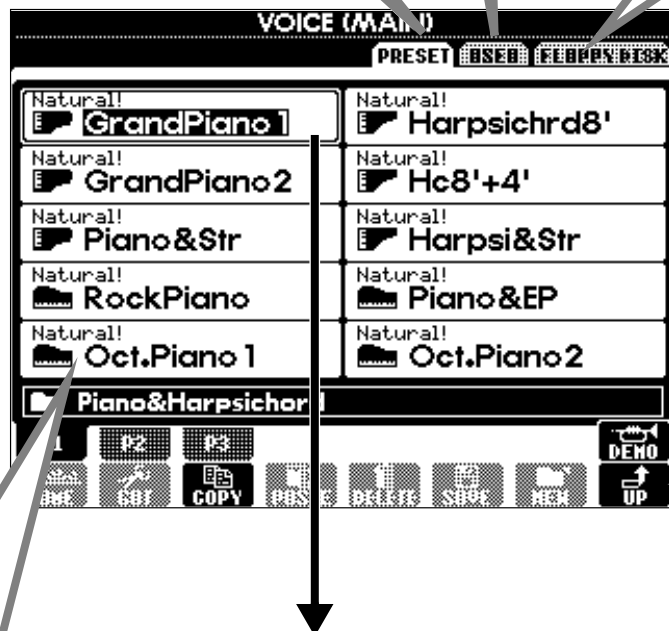 VOICE (MAIN)
PRESET USER FLOPPY DISK
Natural! Natural!
GrandPiano1 Harpsichrd8'
Natural! Natural!
GrandPiano2 Hc8'+4'
Natural! Natural!
Piano&Str Harpsi&Str
Natural! Natural!
RockPiano Piano&EP
Natural! Natural!
Oct.Piano1 Oct.Piano2
Piano&Harpsichord
P2 P3 DEMO
CUT COPY PASTE DELETE SAVE NEW UP